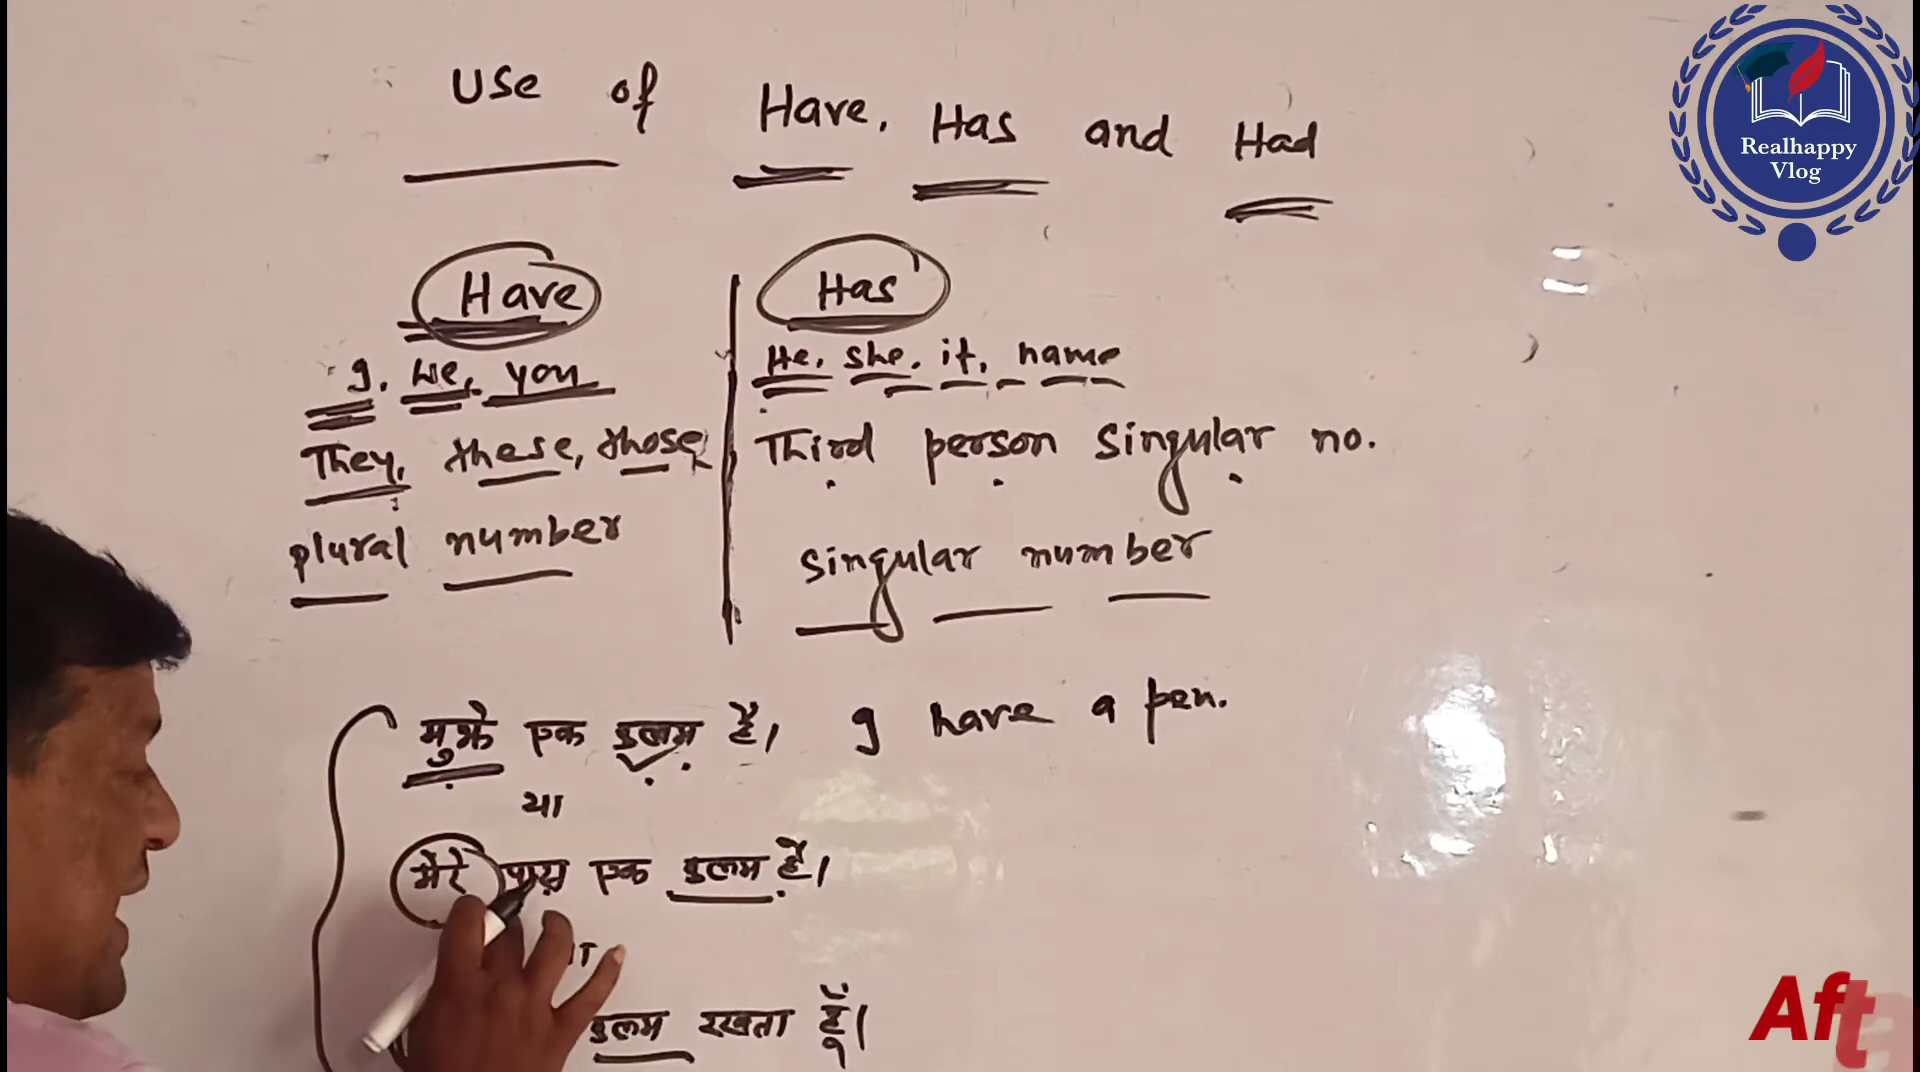 Use of Have, Has and Had
Have
Has
I, we, you
He, she, it, name
They, these, those,
Third person singular no.
plural number
singular number
मुझे एक कलम है। I have a pen.
या
मेरे पास एक कलम है।
कलम रखता हूँ।
Realhappy
Vlog
Aft